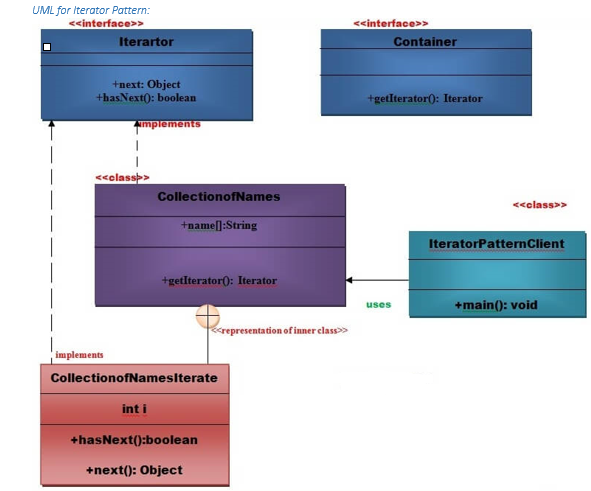 UML for Iterator Pattern:
<<interface>>
Iterartor
+next: Object
+hasNext(): boolean
<<interface>>
Container
+getIterator(): Iterator
implements
<<class>>
CollectionofNames
+name[]:String
+getIterator(): Iterator
<<class>>
IteratorPatternClient
+main(): void
uses
<<representation of inner class>>
implements
CollectionofNamesIterate
int i
+hasNext():boolean
+next(): Object